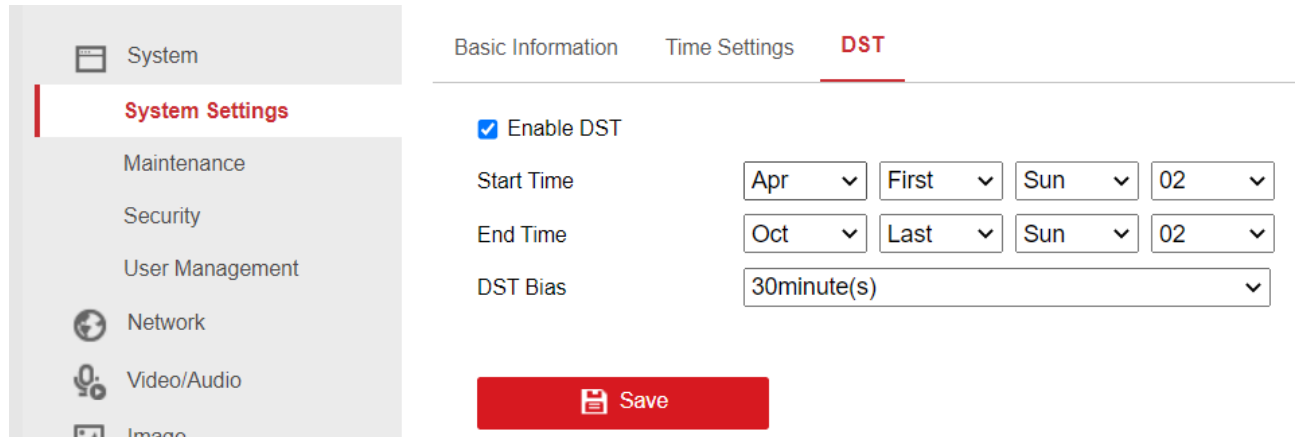 System
System Settings
Maintenance
Security
User Management
Network
Video/Audio
Image
Basic Information Time Settings DST
Enable DST
Start Time Apr First Sun 02
End Time Oct Last Sun 02
DST Bias 30minute(s)
Save